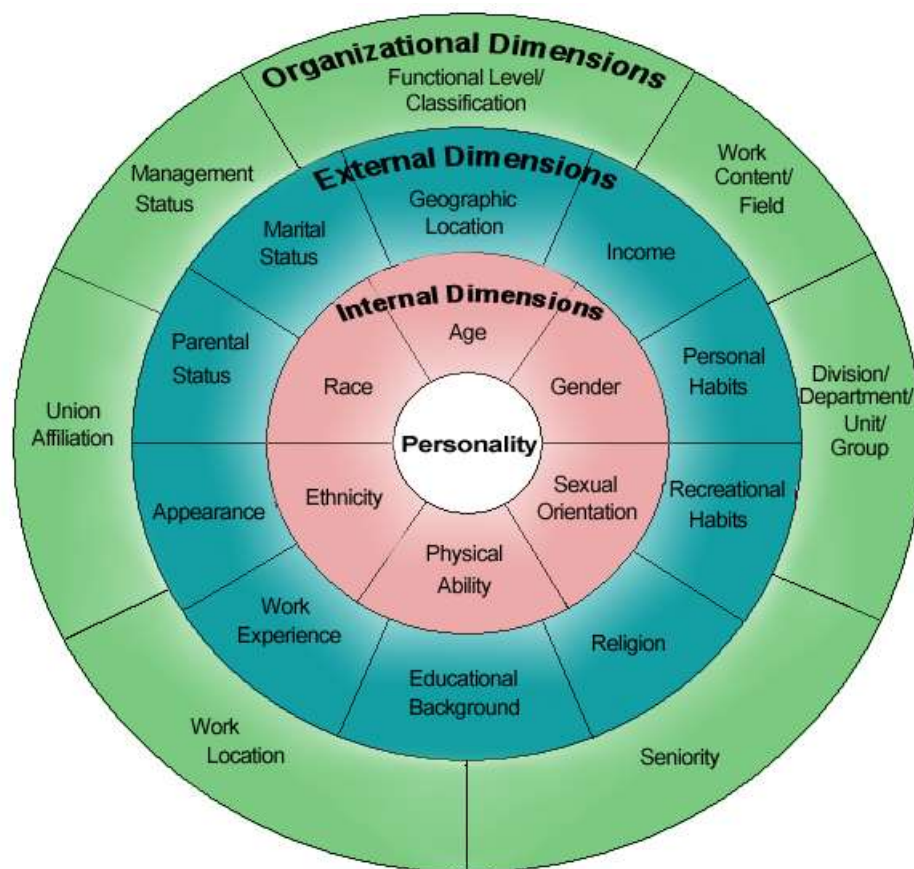 Organizational Dimensions
Functional Level/
Classification
Work
Content/
Field
Division/
Department/
Unit/
Group
Seniority
Work
Location
Union
Affiliation
Management
Status
External Dimensions
Geographic
Location
Income
Personal
Habits
Recreational
Habits
Religion
Educational
Background
Work
Experience
Appearance
Parental
Status
Marital
Status
Internal Dimensions
Age
Gender
Sexual
Orientation
Physical
Ability
Ethnicity
Race
Personality